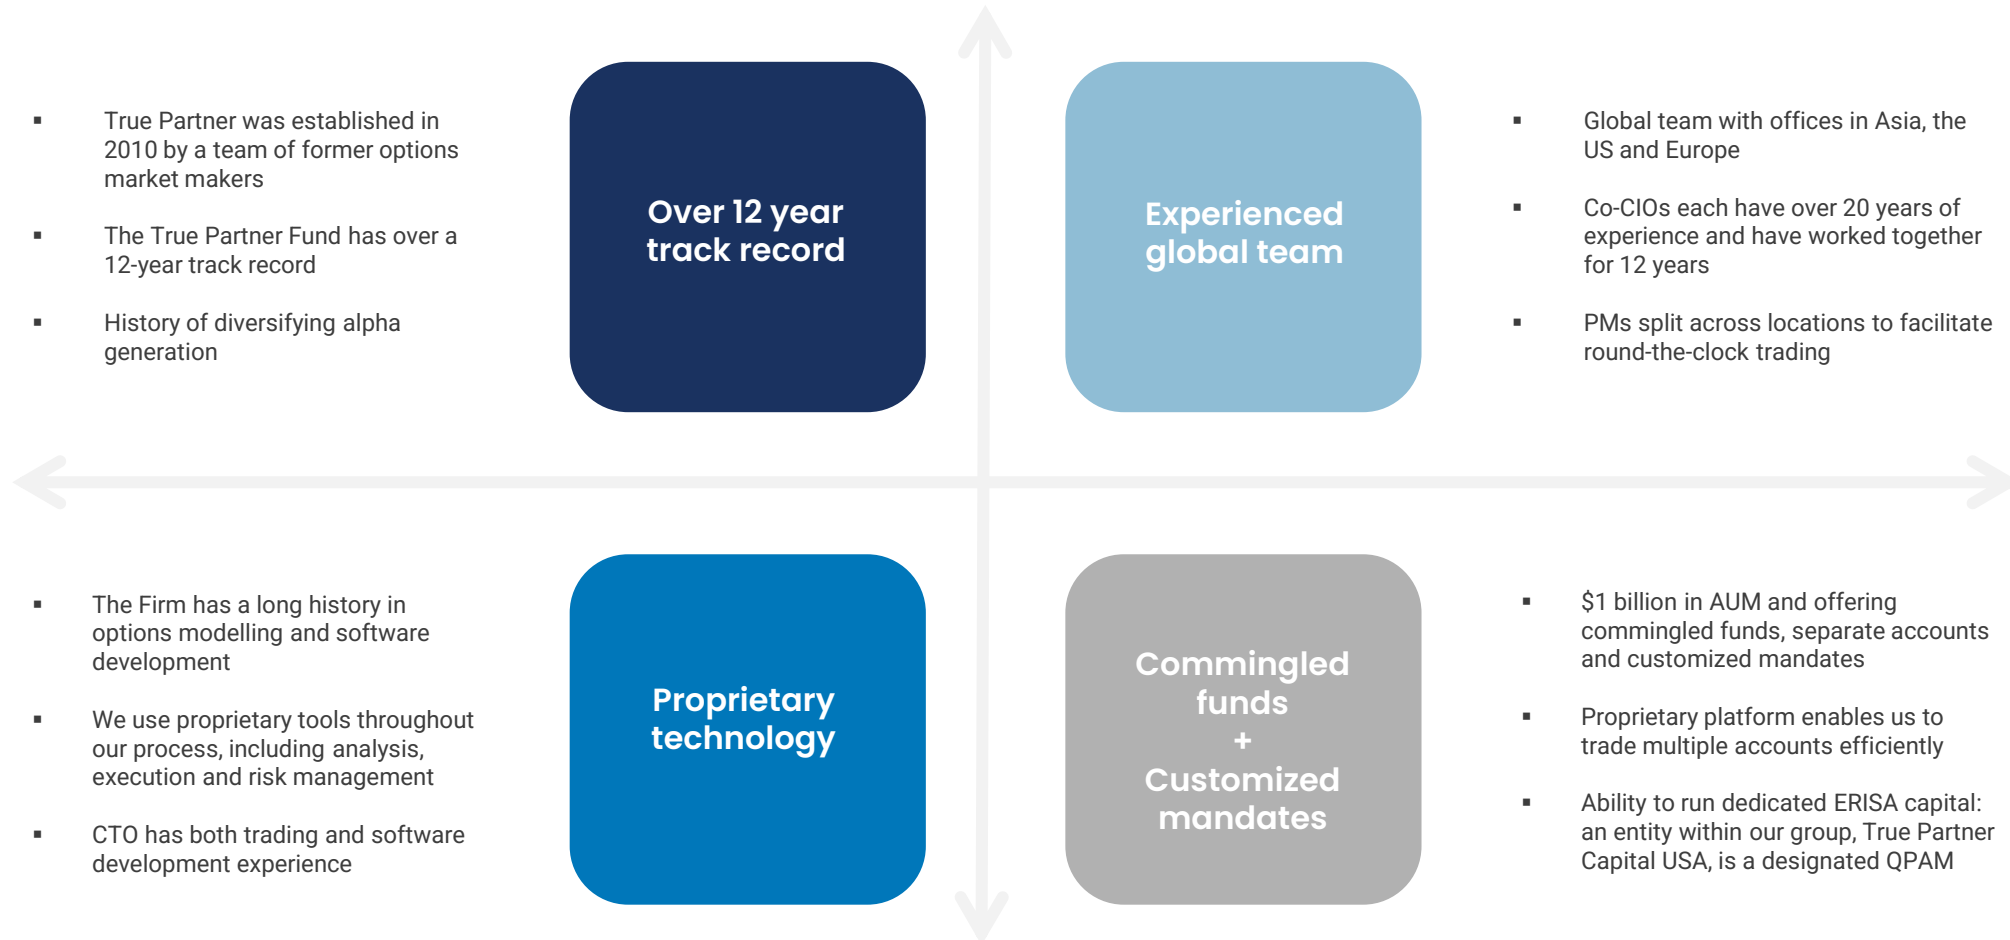 ▪ True Partner was established in
2010 by a team of former options
market makers
▪ The True Partner Fund has over a
12-year track record
▪ History of diversifying alpha
generation
Over 12 year
track record
Experienced
global team
▪ Global team with offices in Asia, the
US and Europe
▪ Co-CIOs each have over 20 years of
experience and have worked together
for 12 years
▪ PMs split across locations to facilitate
round-the-clock trading
▪ The Firm has a long history in
options modelling and software
development
▪ We use proprietary tools throughout
our process, including analysis,
execution and risk management
▪ CTO has both trading and software
development experience
Proprietary
technology
Commingled
funds
+
Customized
mandates
▪ $1 billion in AUM and offering
commingled funds, separate accounts
and customized mandates
▪ Proprietary platform enables us to
trade multiple accounts efficiently
▪ Ability to run dedicated ERISA capital:
an entity within our group, True Partner
Capital USA, is a designated QPAM